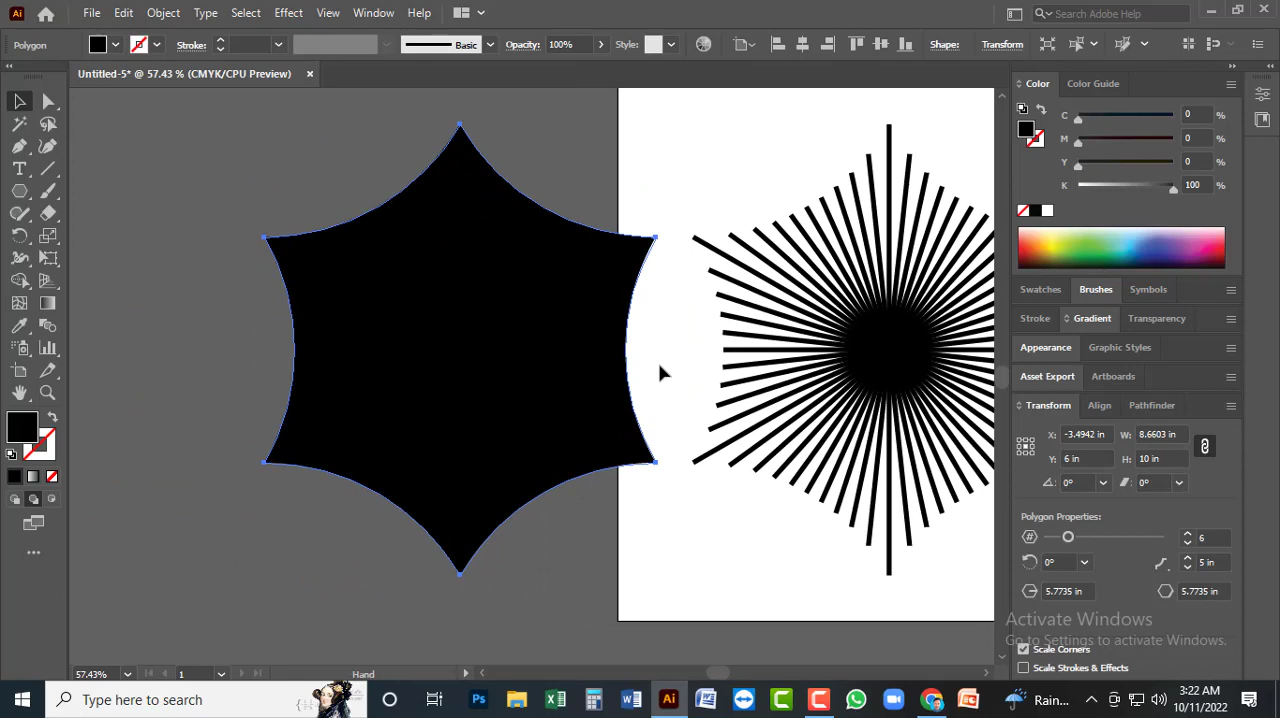 Ai File Edit Object Type Select Effect View Window Help Search Adobe Help
Polygon Stroke: Basic Opacity: 100% Style: Shape: Transform
Untitled-5* @ 57.43 % (CMYK/CPU Preview) ×
Color Color Guide
C 0 %
M 0 %
Y 0 %
K 100 %
Swatches Brushes Symbols
Stroke Gradient Transparency
Appearance Graphic Styles
Asset Export Artboards
Transform Align Pathfinder
X: -3.4942 in W: 8.6603 in
Y: 6 in H: 10 in
0° 0°
Polygon Properties:
6
0° 5 in
5.7735 in 5.7735 in
Activate Windows
Go to Settings to activate Windows.
Scale Corners
Scale Strokes & Effects
57.43% 1 Hand
Type here to search
Ps Ai Rain...
3:22 AM
10/11/2022